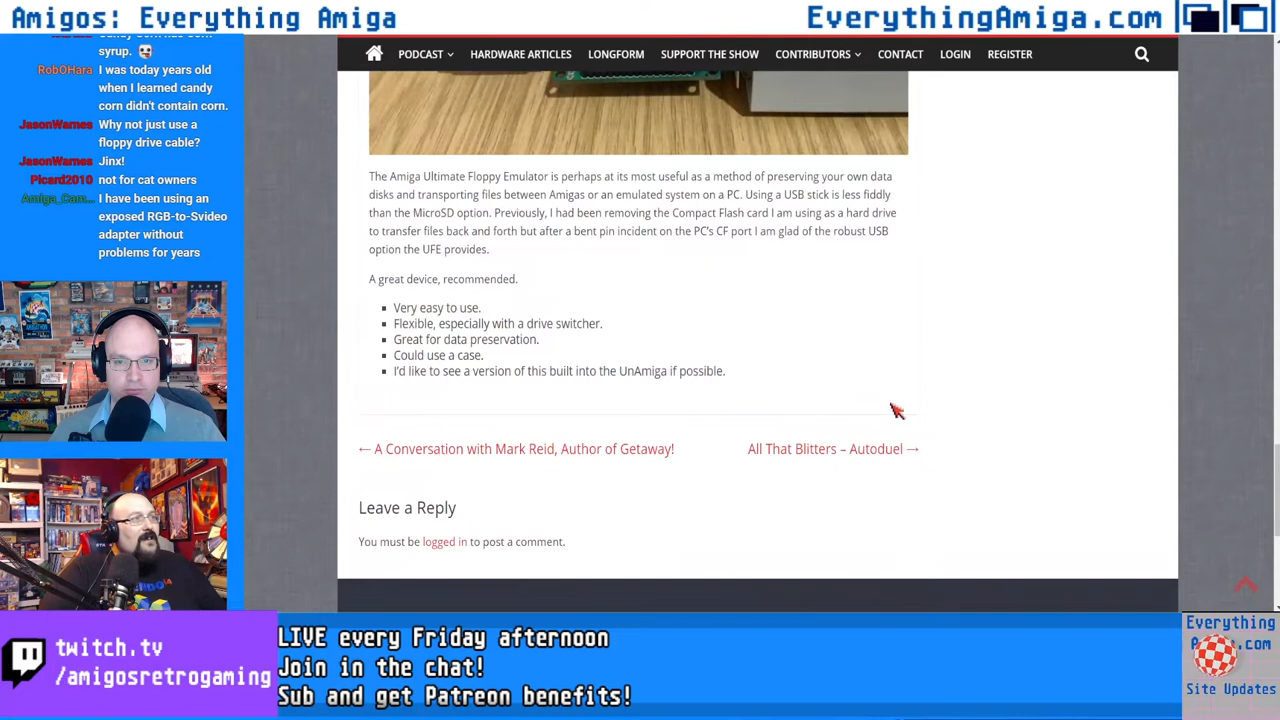 Amigos: Everything Amiga
EverythingAmiga.com
syrup.
RobOHara I was today years old
when I learned candy
corn didn't contain corn.
JasonWarnes Why not just use a
floppy drive cable?
JasonWarnes Jinx!
Picard2010 not for cat owners
Amiga_Cam... I have been using an
exposed RGB-to-Svideo
adapter without
problems for years
PODCAST
HARDWARE ARTICLES
LONGFORM
SUPPORT THE SHOW
CONTRIBUTORS
CONTACT
LOGIN
REGISTER
The Amiga Ultimate Floppy Emulator is perhaps at its most useful as a method of preserving your own data
disks and transporting files between Amigas or an emulated system on a PC. Using a USB stick is less fiddly
than the MicroSD option. Previously, I had been removing the Compact Flash card I am using as a hard drive
to transfer files back and forth but after a bent pin incident on the PC's CF port I am glad of the robust USB
option the UFE provides.
A great device, recommended.
Very easy to use.
Flexible, especially with a drive switcher.
Great for data preservation.
Could use a case.
I'd like to see a version of this built into the UnAmiga if possible.
← A Conversation with Mark Reid, Author of Getaway!
All That Blitters – Autoduel →
Leave a Reply
You must be logged in to post a comment.
twitch.tv
/amigosretrogaming
LIVE every Friday afternoon
Join in the chat!
Sub and get Patreon benefits!
Everything
Amiga.com
Site Updates